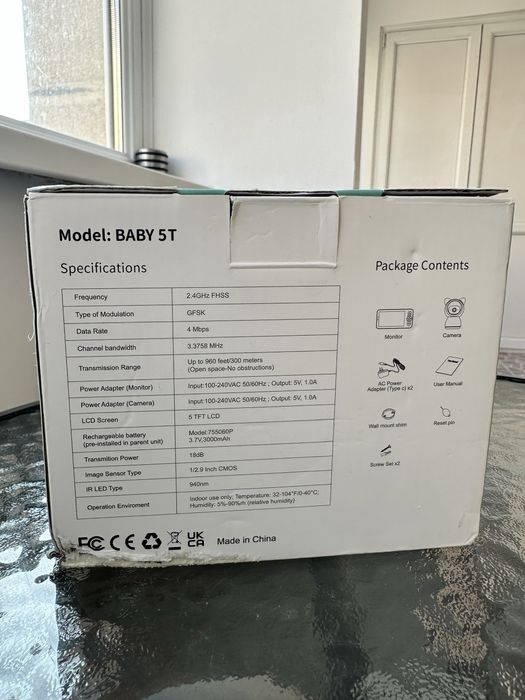 Model: BABY 5T
Specifications
Frequency 2.4GHz FHSS
Type of Modulation GFSK
Data Rate 4 Mbps
Channel bandwidth 3.3758 MHz
Transmission Range Up to 960 feet/300 meters
(Open space-No obstructions)
Power Adapter (Monitor) Input:100-240VAC 50/60Hz ; Output: 5V, 1.0A
Power Adapter (Camera) Input:100-240VAC 50/60Hz ; Output: 5V, 1.0A
LCD Screen 5 TFT LCD
Rechargeable battery
(pre-installed in parent unit) Model:755060P
3.7V,3000mAh
Transmition Power 18dB
Image Sensor Type 1/2.9 Inch CMOS
IR LED Type 940nm
Operation Enviroment Indoor use only; Temperature: 32-104°F/0-40°C;
Humidity: 5%-90%m (relative humidity)
FC CE UK
CA Made in China
Package Contents
Monitor
Camera
AC Power
Adapter (Type c) x2
User Manual
Wall mount shim
Reset pin
Screw Set x2